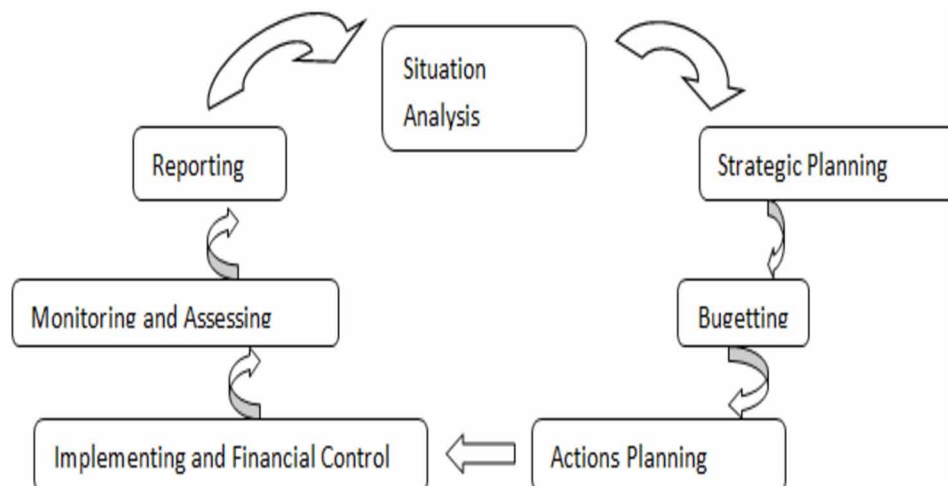 Situation
Analysis
Reporting
Strategic Planning
Monitoring and Assessing
Bugetting
Implementing and Financial Control
Actions Planning